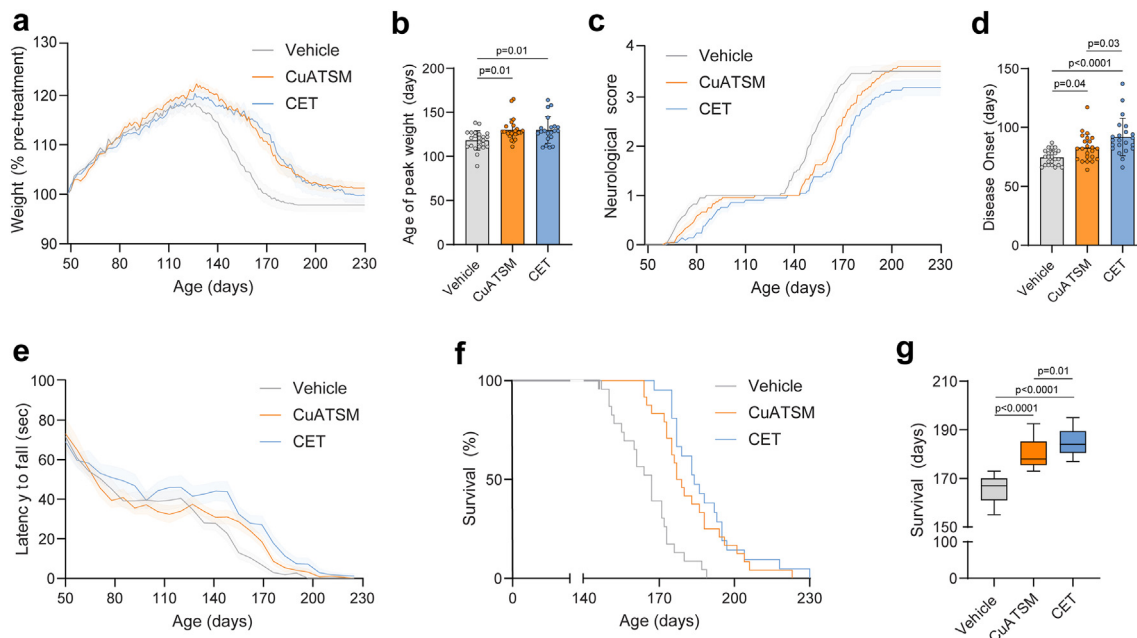 a
130
120
110
100
90
Weight (% pre-treatment)
Vehicle
CuATSM
CET
50 80 110 140 170 200 230
Age (days)
b
p=0.01
p=0.01
200
150
100
50
0
Age of peak weight (days)
Vehicle
CuATSM
CET
c
4
3
2
1
0
Neurological score
Vehicle
CuATSM
CET
50 80 110 140 170 200 230
Age (days)
d
p=0.03
p<0.0001
p=0.04
150
100
50
0
Disease Onset (days)
Vehicle
CuATSM
CET
e
100
80
60
40
20
0
Latency to fall (sec)
Vehicle
CuATSM
CET
50 80 110 140 170 200 230
Age (days)
f
100
50
0
Survival (%)
Vehicle
CuATSM
CET
0 140 170 200 230
Age (days)
g
p=0.01
p<0.0001
p<0.0001
210
190
170
150
100
0
Survival (days)
Vehicle
CuATSM
CET